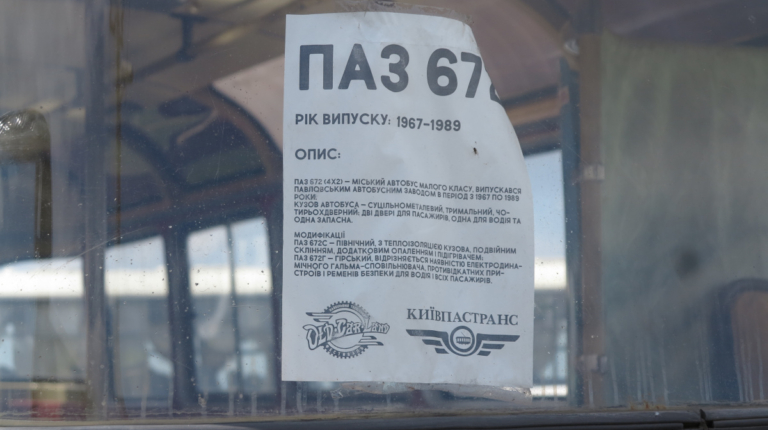 ПАЗ 672
РІК ВИПУСКУ: 1967-1989
ОПИС:
ПАЗ 672 (4Х2) – МІСЬКИЙ АВТОБУС МАЛОГО КЛАСУ, ВИПУСКАВСЯ
ПАВЛОВСЬКИМ АВТОБУСНИМ ЗАВОДОМ В ПЕРІОД З 1967 ПО 1989
РОКИ.
КУЗОВ АВТОБУСА – СУЦІЛЬНОМЕТАЛЕВИЙ, ТРИМАЛЬНИЙ, ЧО-
ТИРЬОХДВЕРНИЙ: ДВІ ДВЕРІ ДЛЯ ПАСАЖИРІВ, ОДНА ДЛЯ ВОДІЯ ТА
ОДНА ЗАПАСНА.
МОДИФІКАЦІЇ
ПАЗ 672С – ПІВНІЧНИЙ, З ТЕПЛОІЗОЛЯЦІЄЮ КУЗОВА, ПОДВІЙНИМ
СКЛІННЯМ, ДОДАТКОВИМ ОПАЛЕННЯМ І ПІДІГРІВАЧЕМ;
ПАЗ 672Г – ГІРСЬКИЙ, ВІДРІЗНЯЄТЬСЯ НАЯВНІСТЮ ЕЛЕКТРОДИНА-
МІЧНОГО ГАЛЬМА-СПОВІЛЬНЮВАЧА, ПРОТИВІДКАТНИХ ПРИ-
СТРОЇВ І РЕМЕНІВ БЕЗПЕКИ ДЛЯ ВОДІЯ І ВСІХ ПАСАЖИРІВ.
OLD CAR LAND
КИЇВПАСТРАНС